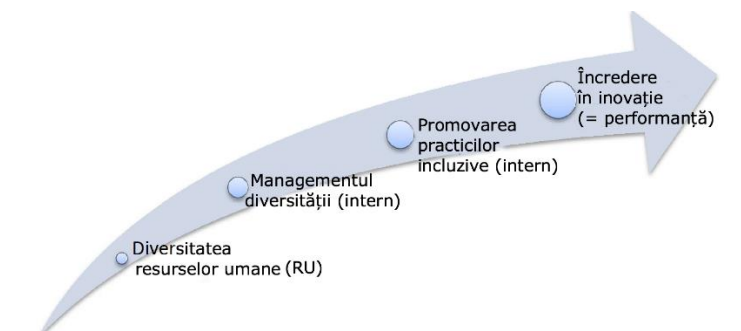 Încredere
în inovație
(= performanță)
Promovarea
practicilor
incluzive (intern)
Managementul
diversității (intern)
Diversitatea
resurselor umane (RU)